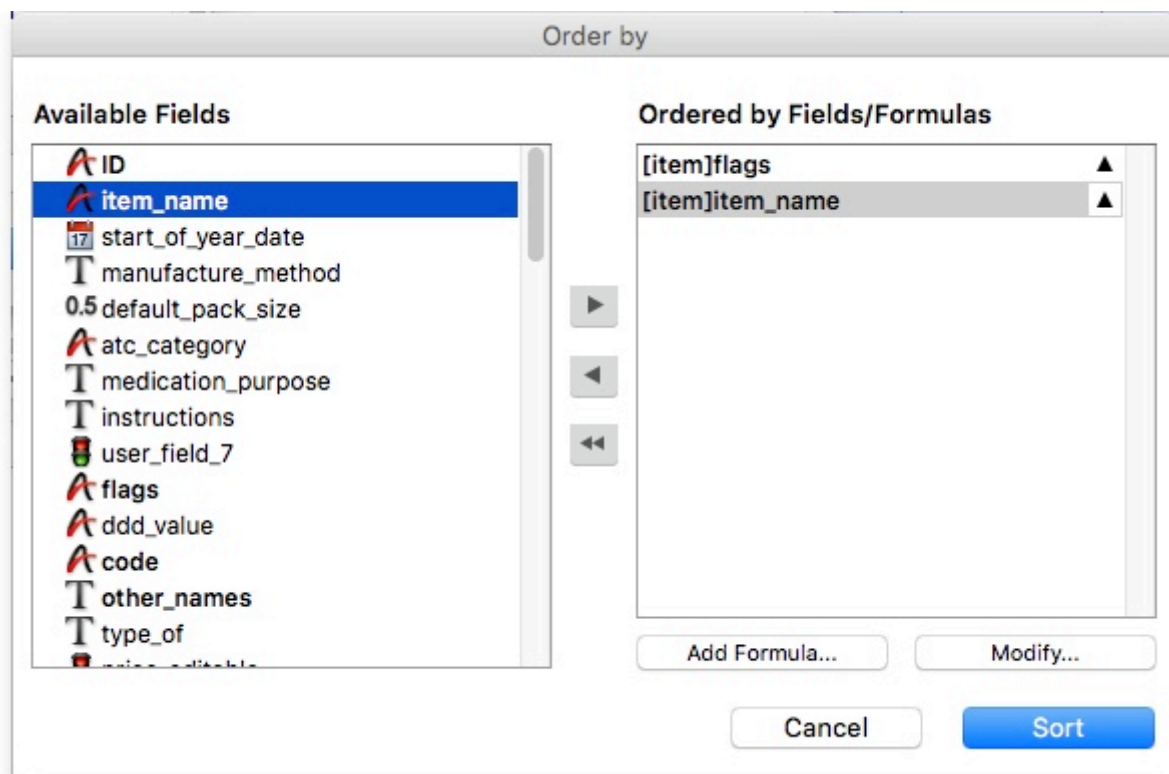 Order by
Available Fields
ID
item_name
17 start_of_year_date
T manufacture_method
0.5 default_pack_size
atc_category
T medication_purpose
T instructions
user_field_7
flags
ddd_value
code
T other_names
T type_of
Ordered by Fields/Formulas
[item]flags
[item]item_name
Add Formula...
Modify...
Cancel
Sort